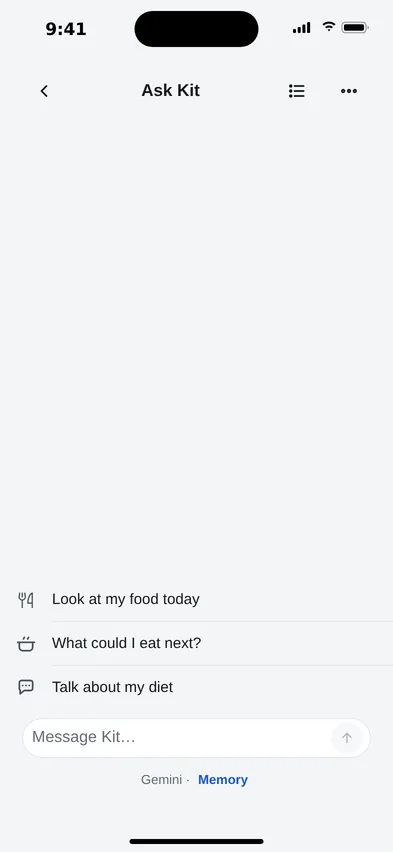 9:41
Ask Kit
Look at my food today
What could I eat next?
Talk about my diet
Message Kit…
Gemini · Memory